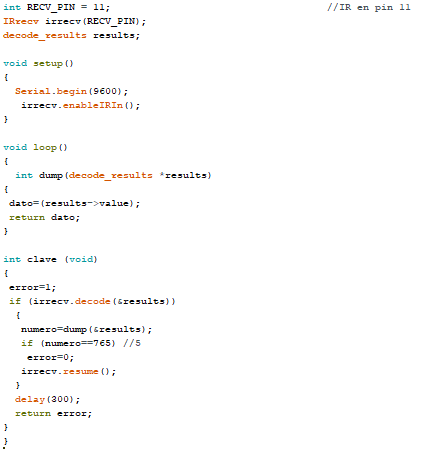 int RECV_PIN = 11; //IR en pin 11
IRrecv irrecv(RECV_PIN);
decode_results results;
void setup()
{
Serial.begin(9600);
irrecv.enableIRIn();
}
void loop()
{
int dump(decode_results *results)
{
dato=(results->value);
return dato;
}
int clave (void)
{
error=1;
if (irrecv.decode(&results))
{
numero=dump(&results);
if (numero==765) //5
error=0;
irrecv.resume();
}
delay(300);
return error;
}
}